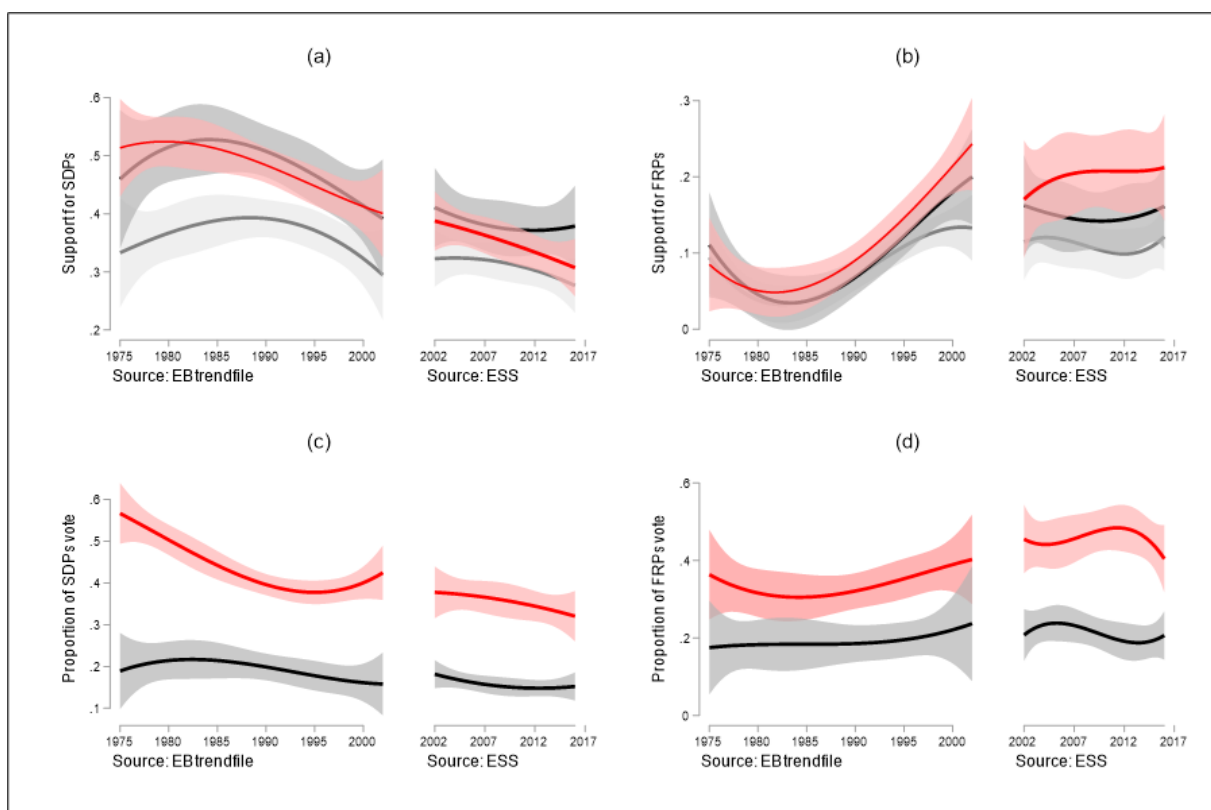 (a)
Support for SDPs
.6
.5
.4
.3
.2
1975 1980 1985 1990 1995 2000
Source: EBtrendfile
2002 2007 2012 2017
Source: ESS
(b)
Support for FRPs
.3
.2
.1
0
1975 1980 1985 1990 1995 2000
Source: EBtrendfile
2002 2007 2012 2017
Source: ESS
(c)
Proportion of SDPs vote
.6
.5
.4
.3
.2
.1
1975 1980 1985 1990 1995 2000
Source: EBtrendfile
2002 2007 2012 2017
Source: ESS
(d)
Proportion of FRPs vote
.6
.4
.2
0
1975 1980 1985 1990 1995 2000
Source: EBtrendfile
2002 2007 2012 2017
Source: ESS